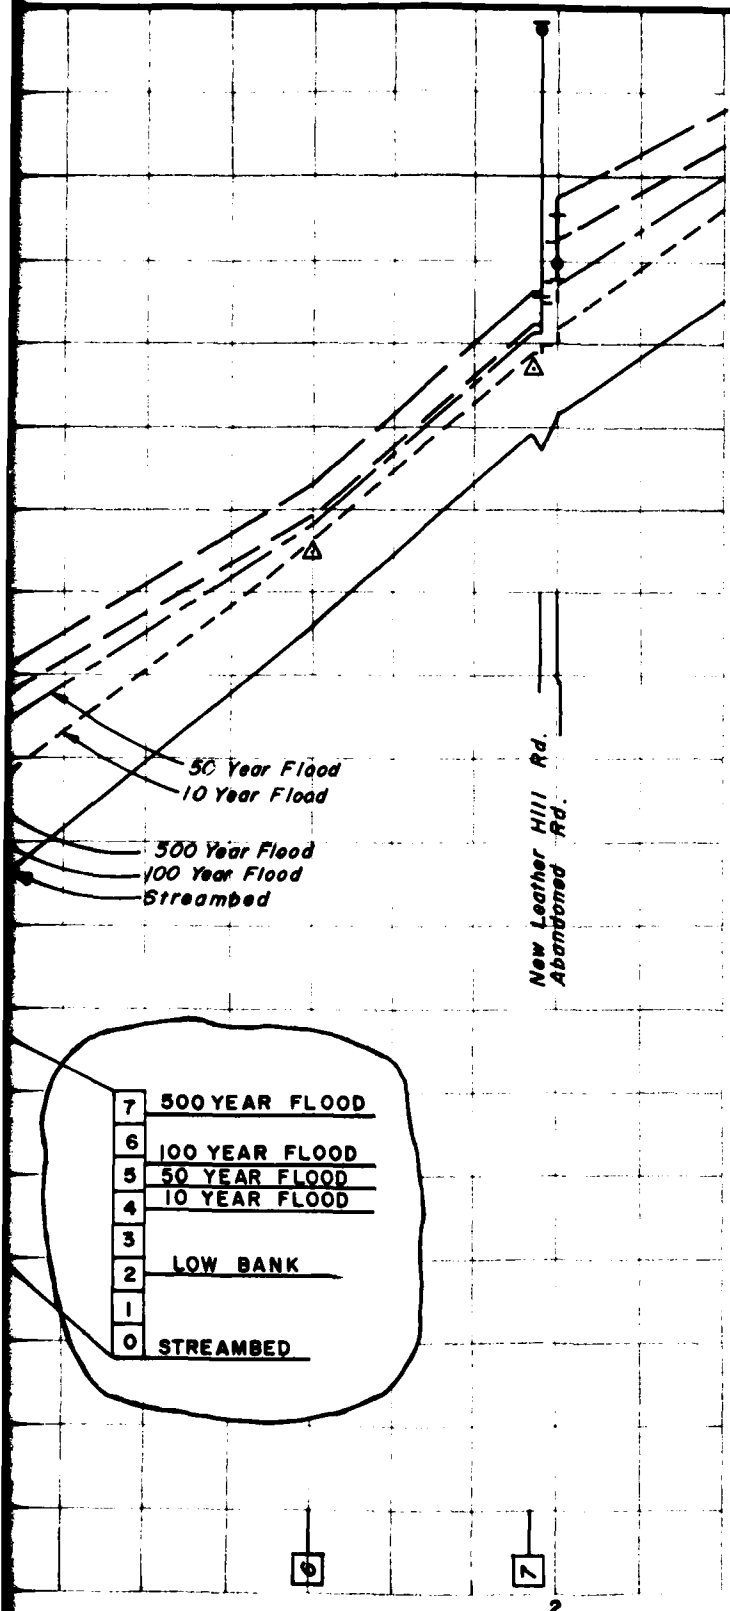 50 Year Flood
10 Year Flood
500 Year Flood
100 Year Flood
Streambed
New Leather Hill Rd.
Abandoned Rd.
7 500 YEAR FLOOD
6
100 YEAR FLOOD
5 50 YEAR FLOOD
4 10 YEAR FLOOD
3
2 LOW BANK
1
0 STREAMBED
6
7
2